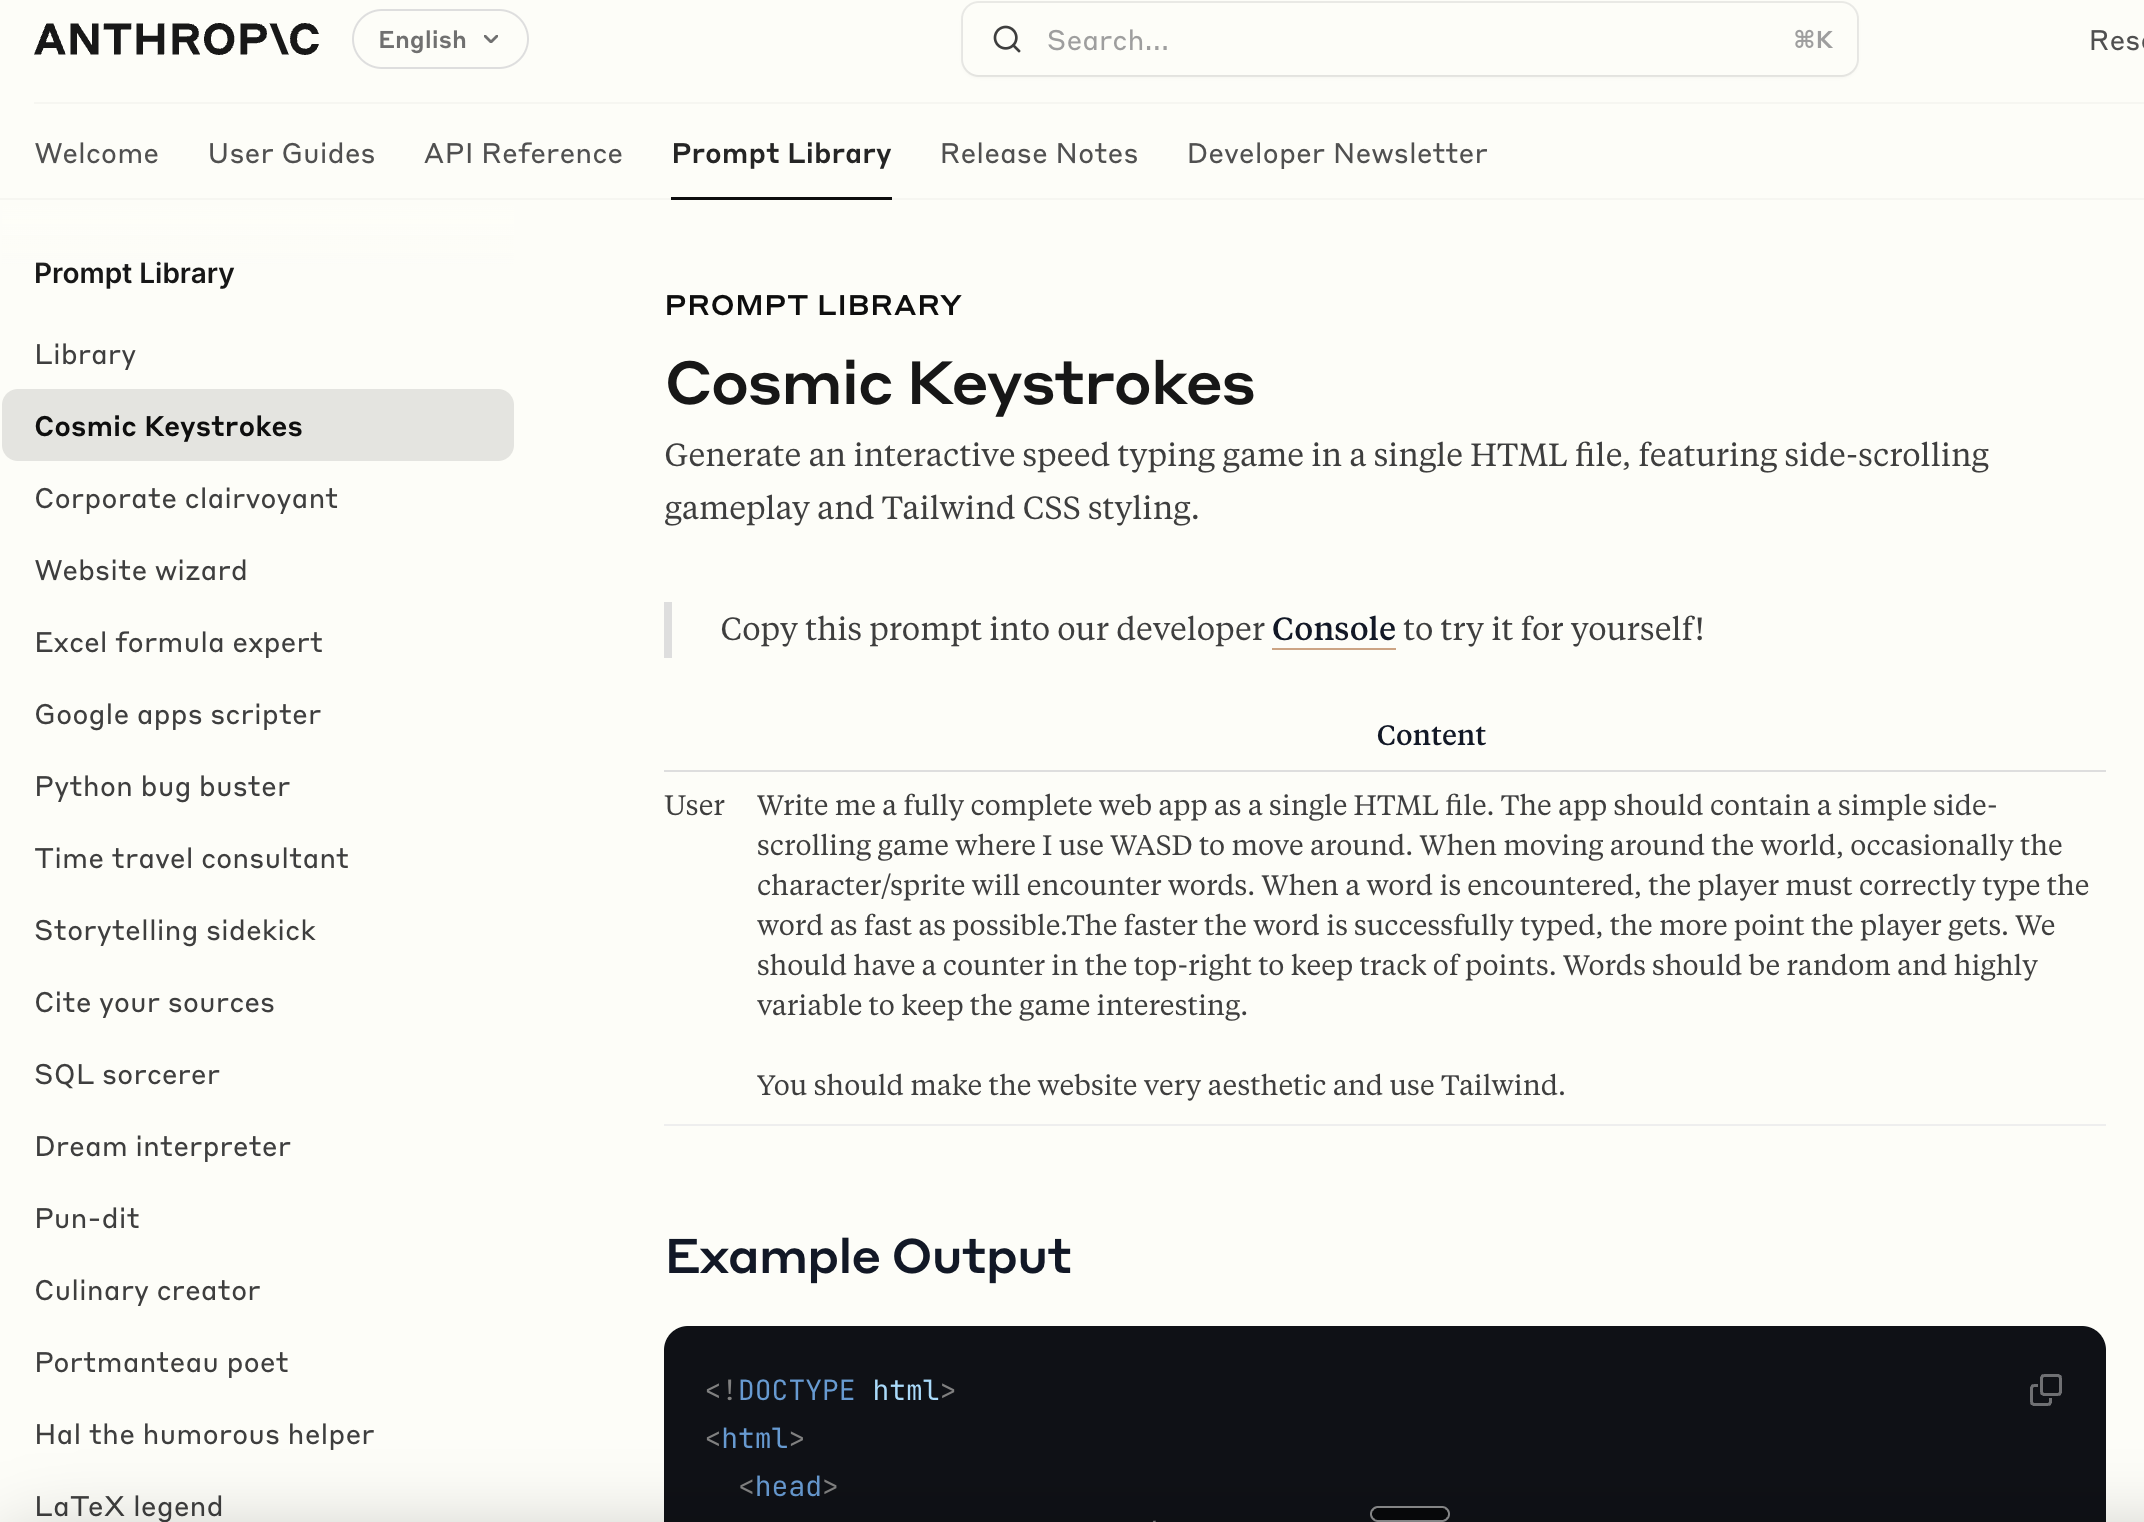 ANTHROP\C
English
Search...
⌘K
Welcome
User Guides
API Reference
Prompt Library
Release Notes
Developer Newsletter
Prompt Library
Library
Cosmic Keystrokes
Corporate clairvoyant
Website wizard
Excel formula expert
Google apps scripter
Python bug buster
Time travel consultant
Storytelling sidekick
Cite your sources
SQL sorcerer
Dream interpreter
Pun-dit
Culinary creator
Portmanteau poet
Hal the humorous helper
LaTeX legend
PROMPT LIBRARY
Cosmic Keystrokes
Generate an interactive speed typing game in a single HTML file, featuring side-scrolling
gameplay and Tailwind CSS styling.
Copy this prompt into our developer Console to try it for yourself!
Content
User
Write me a fully complete web app as a single HTML file. The app should contain a simple side-
scrolling game where I use WASD to move around. When moving around the world, occasionally the
character/sprite will encounter words. When a word is encountered, the player must correctly type the
word as fast as possible.The faster the word is successfully typed, the more point the player gets. We
should have a counter in the top-right to keep track of points. Words should be random and highly
variable to keep the game interesting.
You should make the website very aesthetic and use Tailwind.
Example Output
<!DOCTYPE html>
<html>
<head>